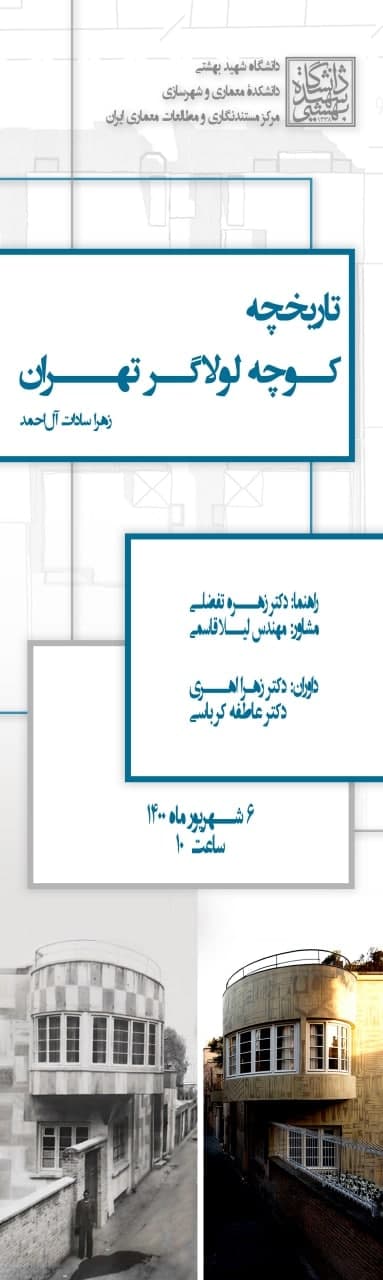 دانشگاه شهید بهشتی
دانشکدهٔ معماری و شهرسازی
مرکز مستندنگاری و مطالعات معماری ایران
دانشگاه شهید بهشتی
۱۳۳۸
تاریخچه
کوچه لولاگر تهران
زهرا سادات آل‌احمد
راهنما: دکتر زهره تفضلی
مشاور: مهندس لیلا قاسمی
داوران: دکتر زهرا اهری
دکتر عاطفه کرباسی
۶ شهریور ماه ۱۴۰۰
ساعت ۱۰